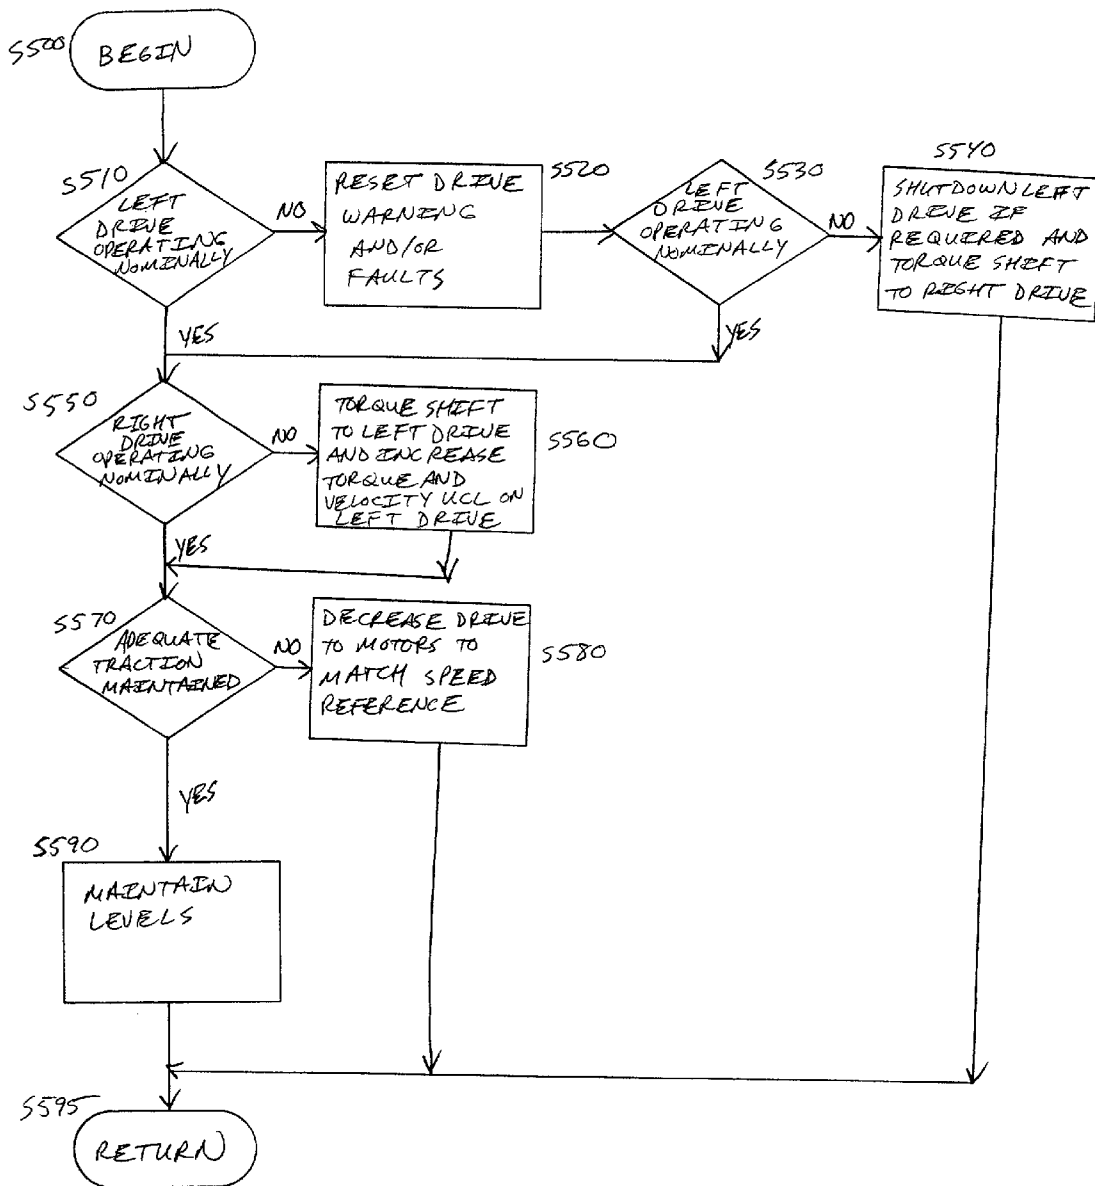 S500
BEGIN
S510
LEFT
DRIVE
OPERATING
NOMINALLY
NO
RESET DRIVE
WARNING
AND/OR
FAULTS
S520
LEFT
DRIVE
OPERATING
NOMINALLY
S530
NO
S540
SHUTDOWN LEFT
DRIVE IF
REQUIRED AND
TORQUE SHIFT
TO RIGHT DRIVE
YES
YES
S550
RIGHT
DRIVE
OPERATING
NOMINALLY
NO
TORQUE SHIFT
TO LEFT DRIVE
AND INCREASE
TORQUE AND
VELOCITY UCL ON
LEFT DRIVE
S560
YES
S570
ADEQUATE
TRACTION
MAINTAINED
NO
DECREASE DRIVE
TO MOTORS TO
MATCH SPEED
REFERENCE
S580
YES
S590
MAINTAIN
LEVELS
S595
RETURN